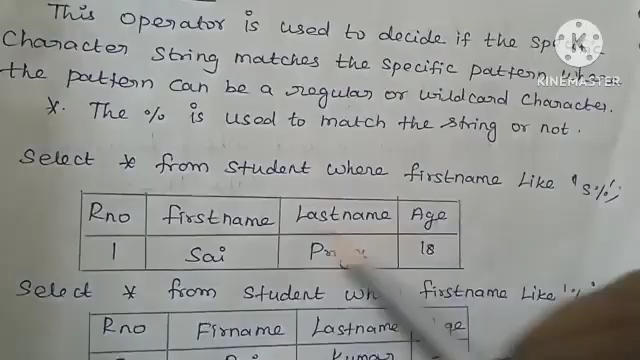 This operator is used to decide if the
Character string matches the specific pattern
the pattern can be a regular or wildcard character.
*. The % is used to match the string or not.
Select * from student where firstname Like 's%';
Rno firstname Lastname Age
1 Sai 18
Select * from student firstname Like
Rno Firname Lastname
Kumar
K
KINEMASTER